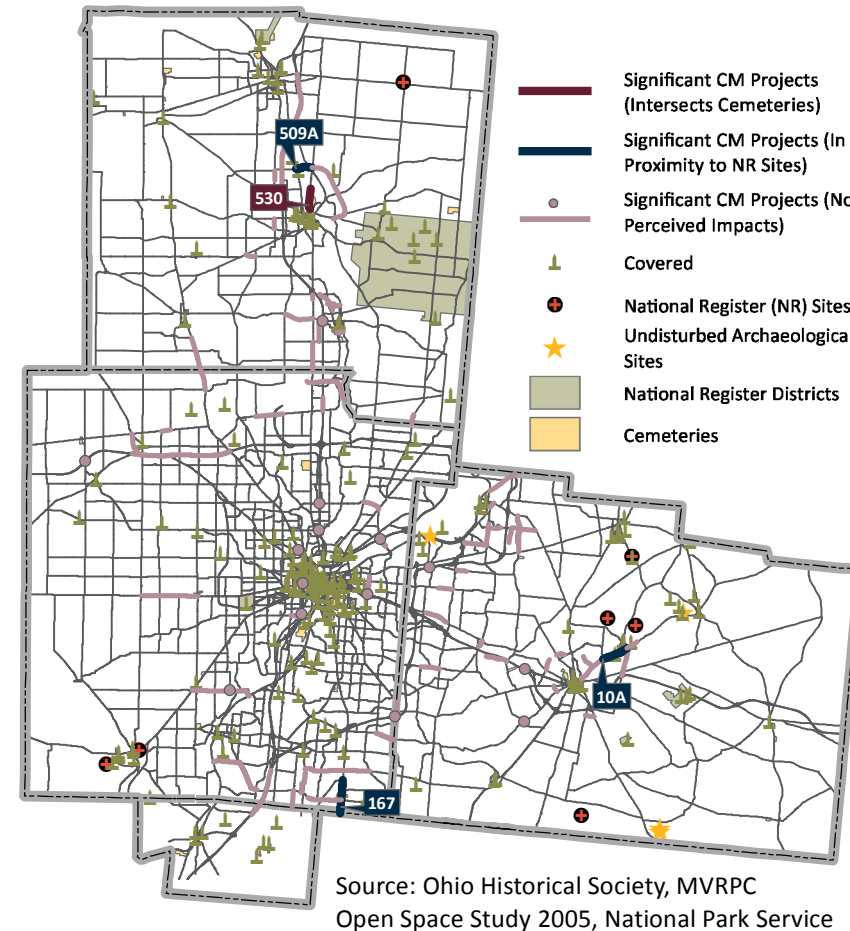 509A
530
10A
167
Significant CM Projects
(Intersects Cemeteries)
Significant CM Projects (In
Proximity to NR Sites)
Significant CM Projects (No
Perceived Impacts)
Covered
National Register (NR) Sites
Undisturbed Archaeologica
Sites
National Register Districts
Cemeteries
Source: Ohio Historical Society, MVRPC
Open Space Study 2005, National Park Service